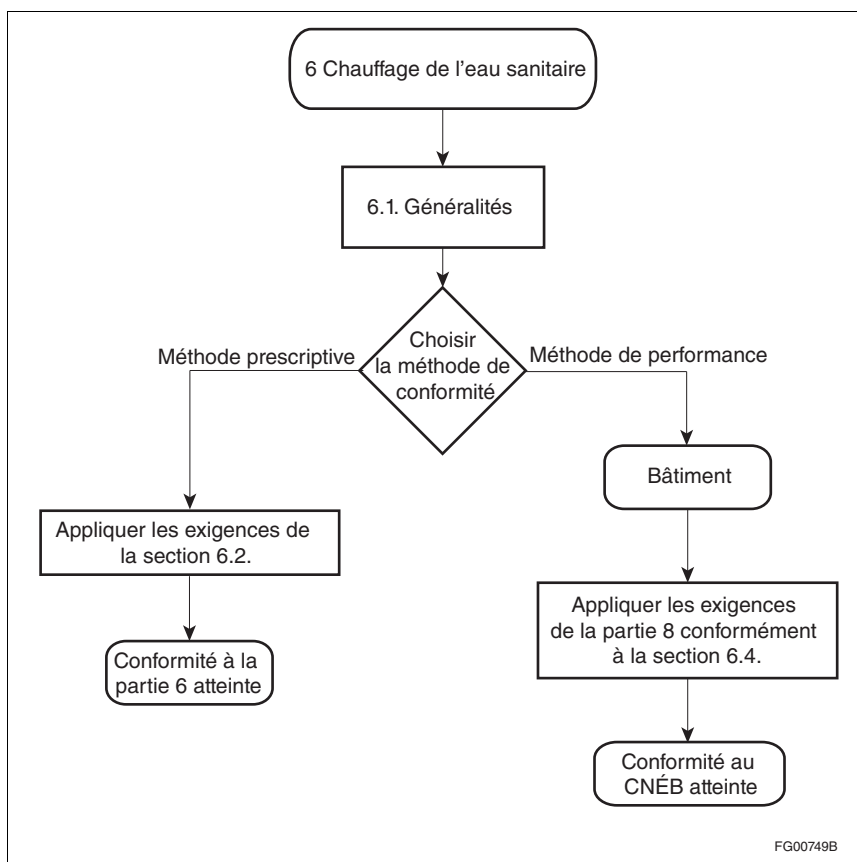 6 Chauffage de l'eau sanitaire
6.1. Généralités
Choisir
la méthode de
conformité
Méthode prescriptive
Méthode de performance
Bâtiment
Appliquer les exigences de
la section 6.2.
Appliquer les exigences
de la partie 8 conformément
à la section 6.4.
Conformité à la
partie 6 atteinte
Conformité au
CNÉB atteinte
FG00749B